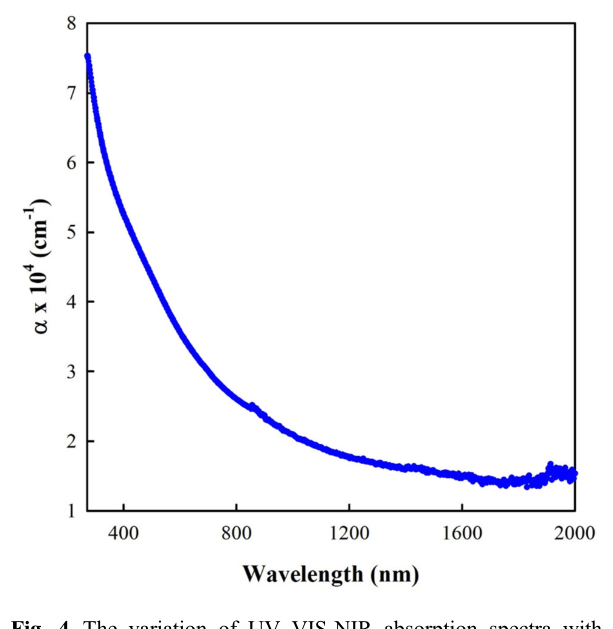 8
7
6
5
4
3
2
1
α x 10⁴ (cm⁻¹)
400 800 1200 1600 2000
Wavelength (nm)
Fig. 4 The variation of UV VIS-NIR absorption spectra with